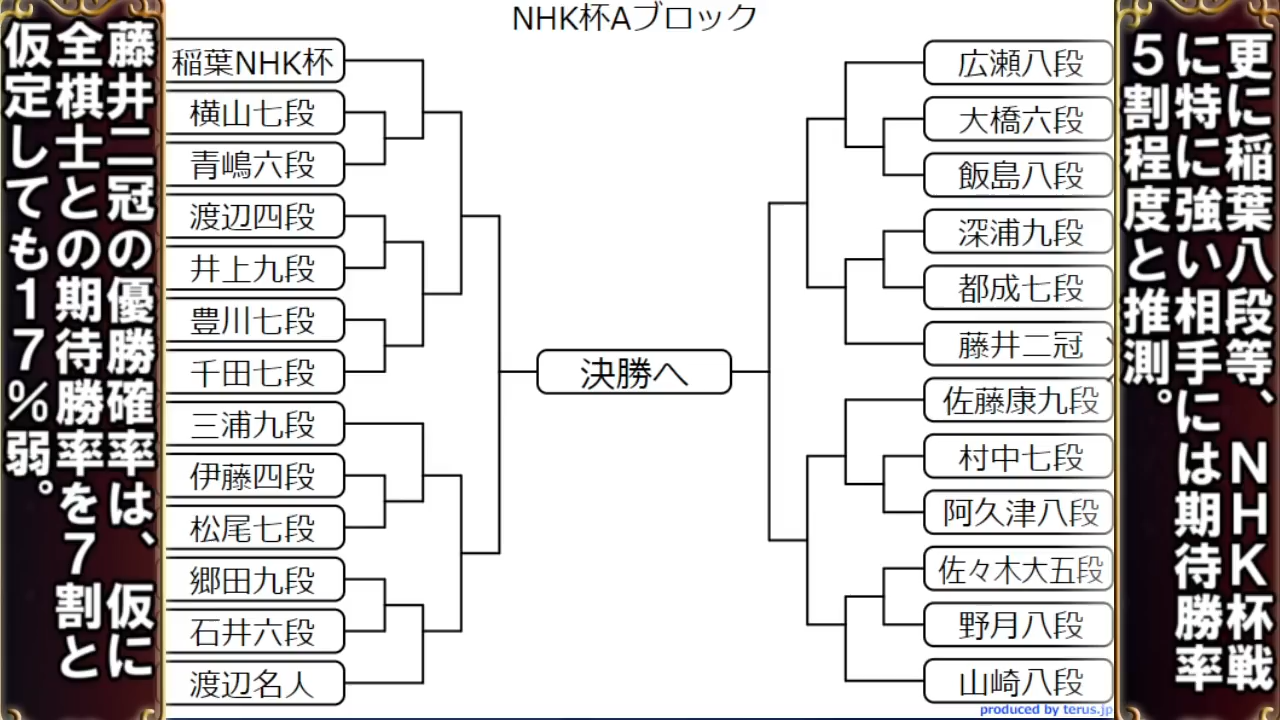 NHK杯Aブロック
稲葉NHK杯
横山七段
青嶋六段
渡辺四段
井上九段
豊川七段
千田七段
三浦九段
伊藤四段
松尾七段
郷田九段
石井六段
渡辺名人
決勝へ
広瀬八段
大橋六段
飯島八段
深浦九段
都成七段
藤井二冠
佐藤康九段
村中七段
阿久津八段
佐々木大五段
野月八段
山崎八段
produced by terus.jp
更に稲葉八段等、NHK杯戦
に特に強い相手には期待勝率
5割程度と推測。
藤井二冠の優勝確率は、仮に
全棋士との期待勝率を7割と
仮定しても17%弱。